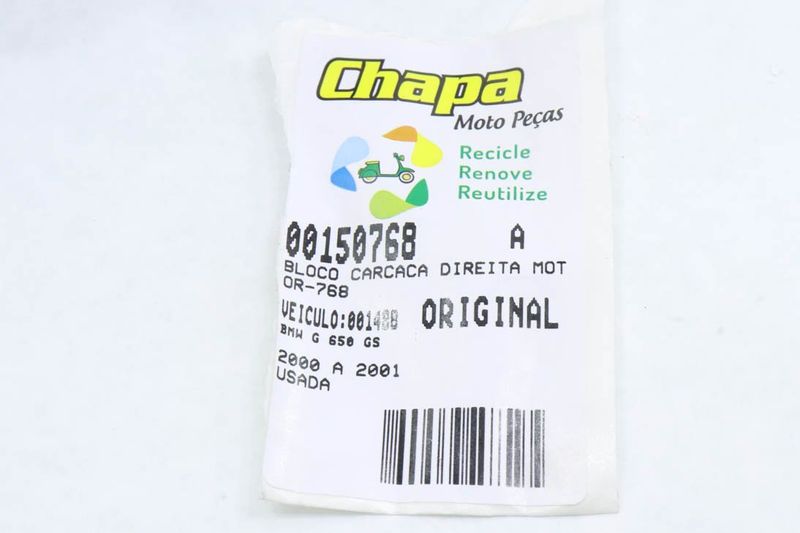 Chapa
Moto Peças
Recicle
Renove
Reutilize
00150768 A
BLOCO CARCACA DIREITA MOT
OR-768
VEICULO:001488 ORIGINAL
BMW G 650 GS
2000 A 2001
USADA